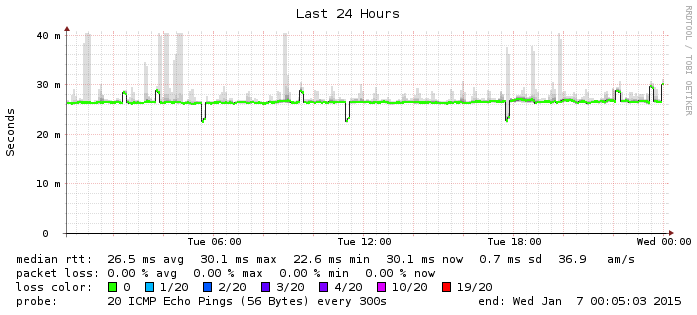 Last 24 Hours
RRDTOOL / TOBI OETIKER
Seconds
40 m
30 m
20 m
10 m
0
Tue 06:00 Tue 12:00 Tue 18:00 Wed 00:00
median rtt: 26.5 ms avg 30.1 ms max 22.6 ms min 30.1 ms now 0.7 ms sd 36.9 am/s
packet loss: 0.00 % avg 0.00 % max 0.00 % min 0.00 % now
loss color: 0 1/20 2/20 3/20 4/20 10/20 19/20
probe: 20 ICMP Echo Pings (56 Bytes) every 300s end: Wed Jan 7 00:05:03 2015